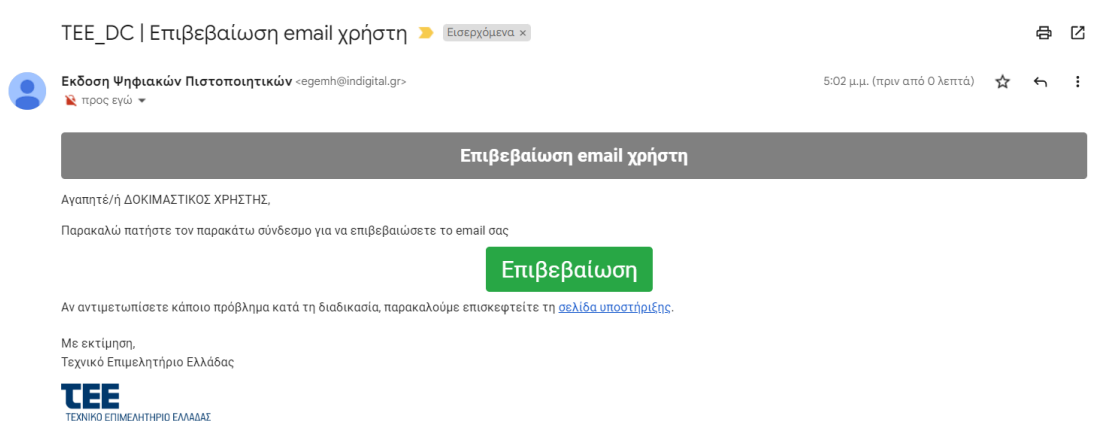 TEE_DC | Επιβεβαίωση email χρήστη Εισερχόμενα ×
Εκδοση Ψηφιακών Πιστοποιητικών <egemh@indigital.gr>
5:02 μ.μ. (πριν από 0 λεπτά)
προς εγώ
Επιβεβαίωση email χρήστη
Αγαπητέ/ή ΔΟΚΙΜΑΣΤΙΚΟΣ ΧΡΗΣΤΗΣ,
Παρακαλώ πατήστε τον παρακάτω σύνδεσμο για να επιβεβαιώσετε το email σας
Επιβεβαίωση
Αν αντιμετωπίσετε κάποιο πρόβλημα κατά τη διαδικασία, παρακαλούμε επισκεφτείτε τη σελίδα υποστήριξης.
Με εκτίμηση,
Τεχνικό Επιμελητήριο Ελλάδας
ΤΕΕ
ΤΕΧΝΙΚΟ ΕΠΙΜΕΛΗΤΗΡΙΟ ΕΛΛΑΔΑΣ